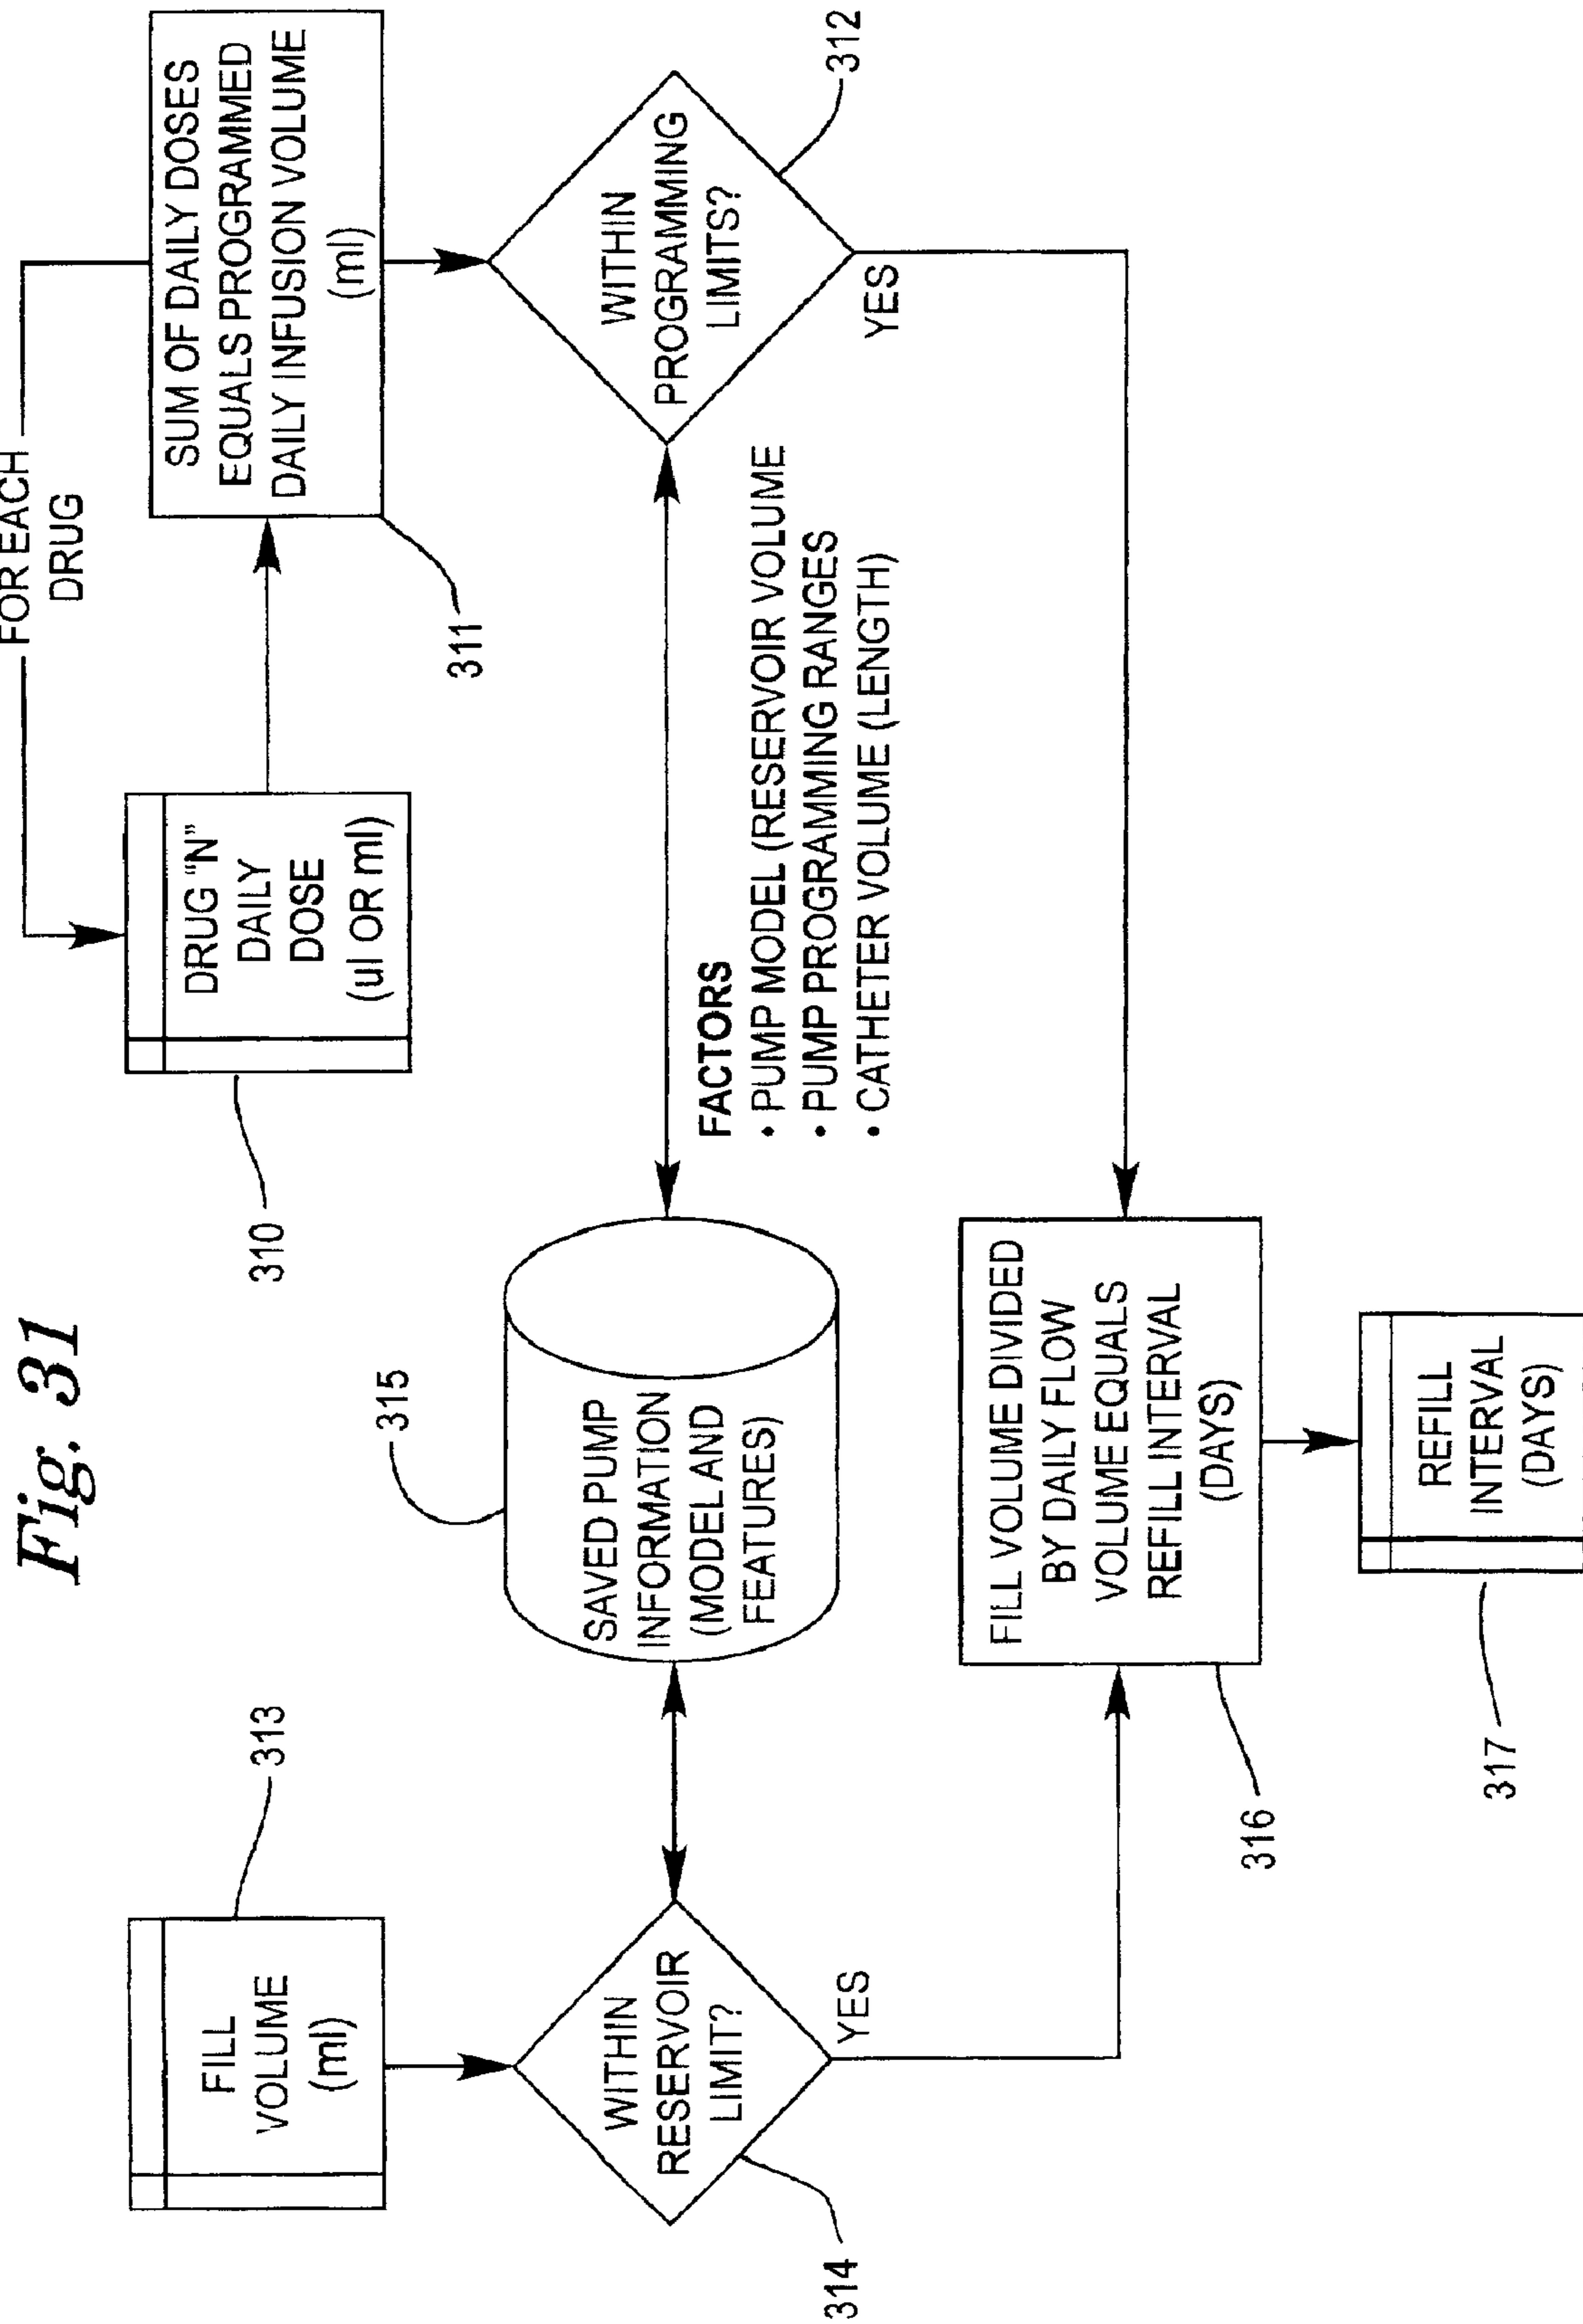 Fig. 31
FOR EACH
DRUG
313
FILL
VOLUME
(ml)
310
DRUG "N"
DAILY
DOSE
(ul OR ml)
311
SUM OF DAILY DOSES
EQUALS PROGRAMMED
DAILY INFUSION VOLUME
(ml)
314
WITHIN
RESERVOIR
LIMIT?
YES
315
SAVED PUMP
INFORMATION
(MODEL AND
FEATURES)
FACTORS
• PUMP MODEL (RESERVOIR VOLUME
• PUMP PROGRAMMING RANGES
• CATHETER VOLUME (LENGTH)
WITHIN
PROGRAMMING
LIMITS?
312
YES
316
FILL VOLUME DIVIDED
BY DAILY FLOW
VOLUME EQUALS
REFILL INTERVAL
(DAYS)
317
REFILL
INTERVAL
(DAYS)